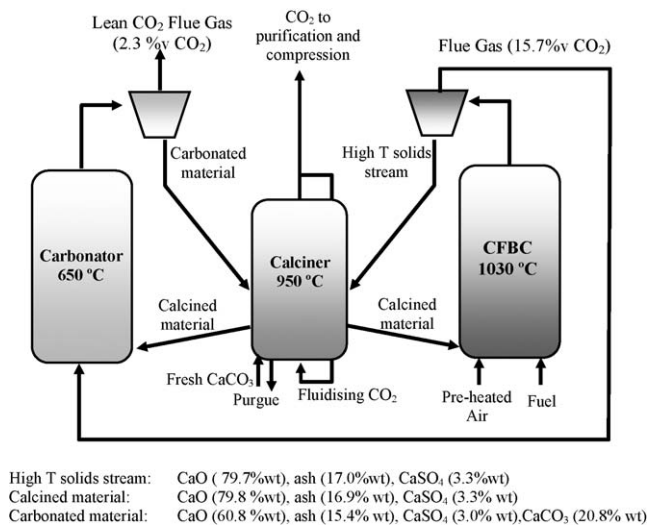 Lean CO₂ Flue Gas
(2.3 %v CO₂)
CO₂ to
purification and
compression
Flue Gas (15.7%v CO₂)
Carbonated
material
High T solids
stream
Carbonator
650 ºC
Calciner
950 ºC
CFBC
1030 ºC
Calcined
material
Calcined
material
Fresh CaCO₃
Purgue
Fluidising CO₂
Pre-heated
Air
Fuel
High T solids stream: CaO ( 79.7%wt), ash (17.0%wt), CaSO₄ (3.3%wt)
Calcined material: CaO (79.8 %wt), ash (16.9% wt), CaSO₄ (3.3% wt)
Carbonated material: CaO (60.8 %wt), ash (15.4% wt), CaSO₄ (3.0% wt),CaCO₃ (20.8% wt)